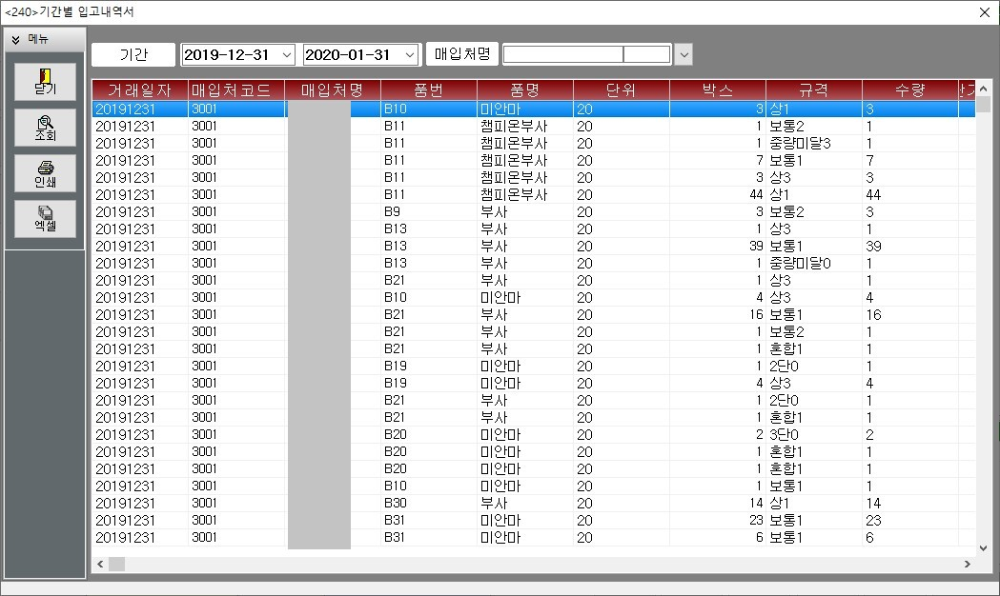 <240>기간별 입고내역서
메뉴
닫기
조회
인쇄
엑셀
기간 2019-12-31 2020-01-31 매입처명
거래일자 매입처코드 매입처명 품번 품명 단위 박스 규격 수량
20191231 3001 B10 미얀마 20 3 상1 3
20191231 3001 B11 챔피온부사 20 1 보통2 1
20191231 3001 B11 챔피온부사 20 1 중량미달3 1
20191231 3001 B11 챔피온부사 20 7 보통1 7
20191231 3001 B11 챔피온부사 20 3 상3 3
20191231 3001 B11 챔피온부사 20 44 상1 44
20191231 3001 B9 부사 20 3 보통2 3
20191231 3001 B13 부사 20 1 상3 1
20191231 3001 B13 부사 20 39 보통1 39
20191231 3001 B13 부사 20 1 중량미달0 1
20191231 3001 B21 부사 20 1 상3 1
20191231 3001 B10 미얀마 20 4 상3 4
20191231 3001 B21 부사 20 16 보통1 16
20191231 3001 B21 부사 20 1 보통2 1
20191231 3001 B21 부사 20 1 혼합1 1
20191231 3001 B19 미얀마 20 1 2단0 1
20191231 3001 B19 미얀마 20 4 상3 4
20191231 3001 B21 부사 20 1 2단0 1
20191231 3001 B21 부사 20 1 혼합1 1
20191231 3001 B20 미얀마 20 2 3단0 2
20191231 3001 B20 미얀마 20 1 혼합1 1
20191231 3001 B20 미얀마 20 1 혼합1 1
20191231 3001 B10 미얀마 20 1 보통1 1
20191231 3001 B30 부사 20 14 상1 14
20191231 3001 B31 미얀마 20 23 보통1 23
20191231 3001 B31 미얀마 20 6 보통1 6